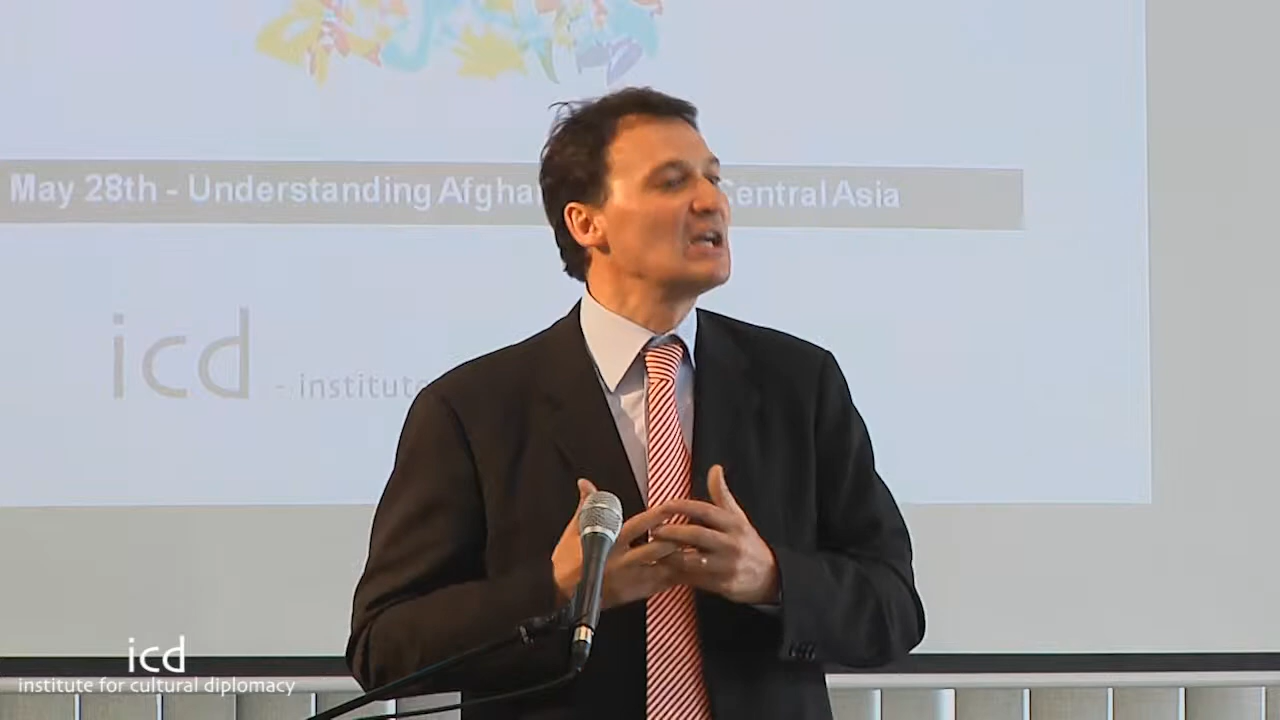 May 28th - Understanding Afgha Central Asia
icd - institute
icd
institute for cultural diplomacy